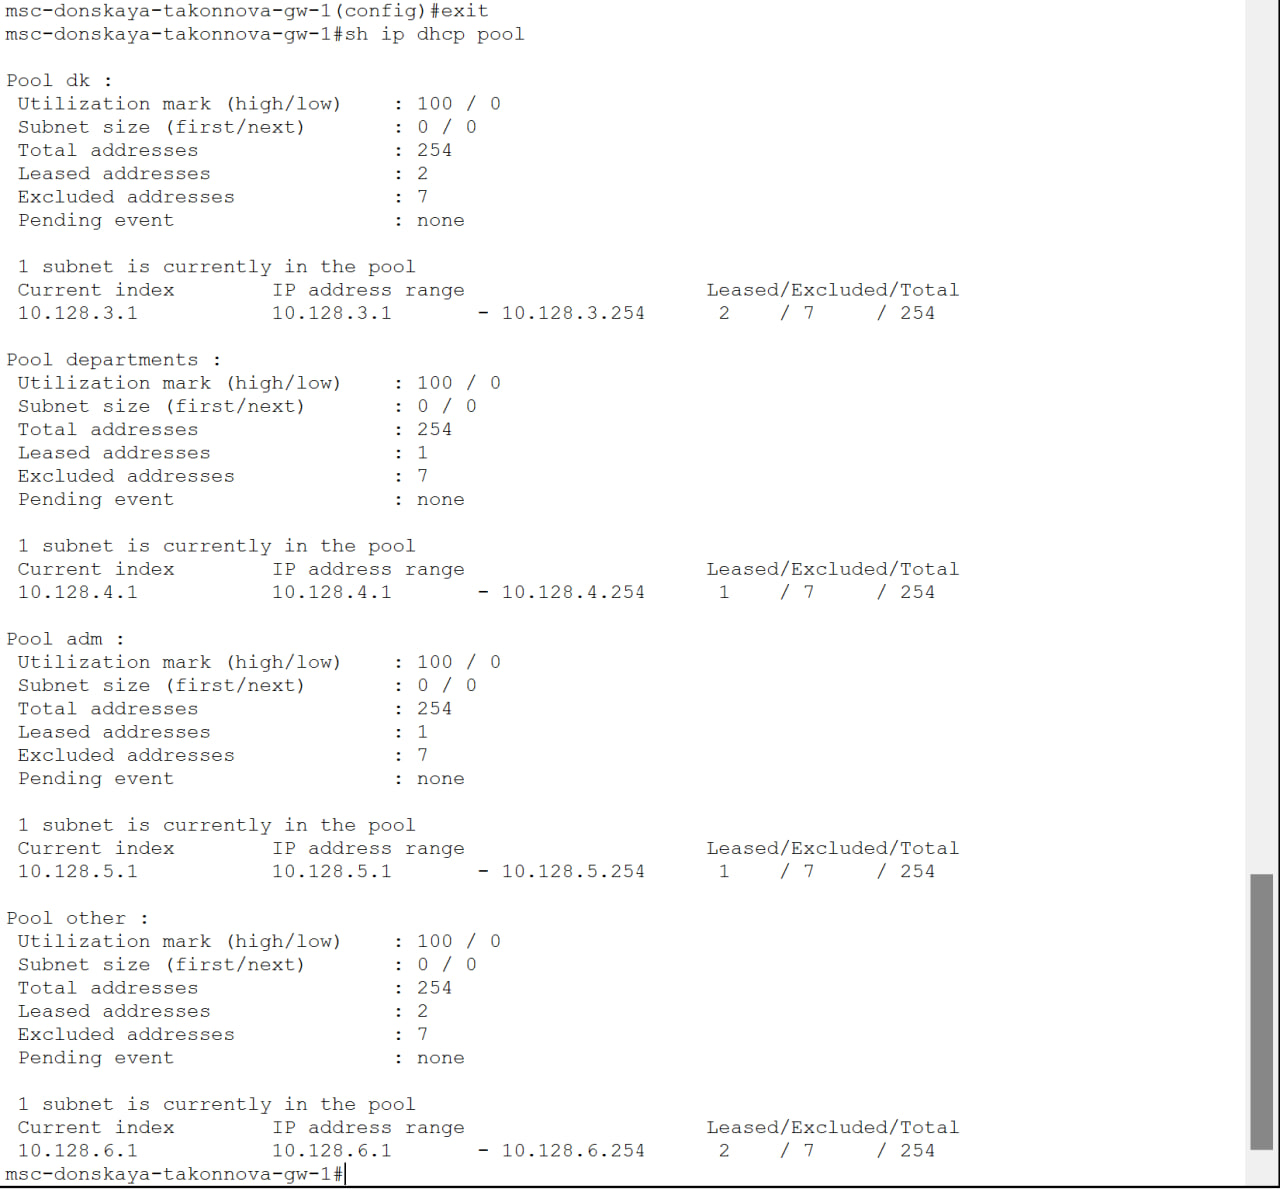 msc-donskaya-takonnova-gw-1(config)#exit
msc-donskaya-takonnova-gw-1#sh ip dhcp pool
Pool dk :
Utilization mark (high/low) : 100 / 0
Subnet size (first/next) : 0 / 0
Total addresses : 254
Leased addresses : 2
Excluded addresses : 7
Pending event : none
1 subnet is currently in the pool
Current index IP address range Leased/Excluded/Total
10.128.3.1 10.128.3.1 - 10.128.3.254 2 / 7 / 254
Pool departments :
Utilization mark (high/low) : 100 / 0
Subnet size (first/next) : 0 / 0
Total addresses : 254
Leased addresses : 1
Excluded addresses : 7
Pending event : none
1 subnet is currently in the pool
Current index IP address range Leased/Excluded/Total
10.128.4.1 10.128.4.1 - 10.128.4.254 1 / 7 / 254
Pool adm :
Utilization mark (high/low) : 100 / 0
Subnet size (first/next) : 0 / 0
Total addresses : 254
Leased addresses : 1
Excluded addresses : 7
Pending event : none
1 subnet is currently in the pool
Current index IP address range Leased/Excluded/Total
10.128.5.1 10.128.5.1 - 10.128.5.254 1 / 7 / 254
Pool other :
Utilization mark (high/low) : 100 / 0
Subnet size (first/next) : 0 / 0
Total addresses : 254
Leased addresses : 2
Excluded addresses : 7
Pending event : none
1 subnet is currently in the pool
Current index IP address range Leased/Excluded/Total
10.128.6.1 10.128.6.1 - 10.128.6.254 2 / 7 / 254
msc-donskaya-takonnova-gw-1#